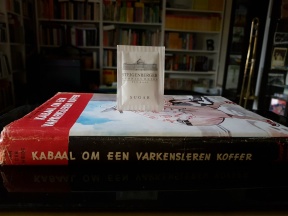 SUGAR
KABAAL OM EEN
VARKENSLEREN KOFFER
KABAAL OM EEN VARKENSLEREN KOFFER